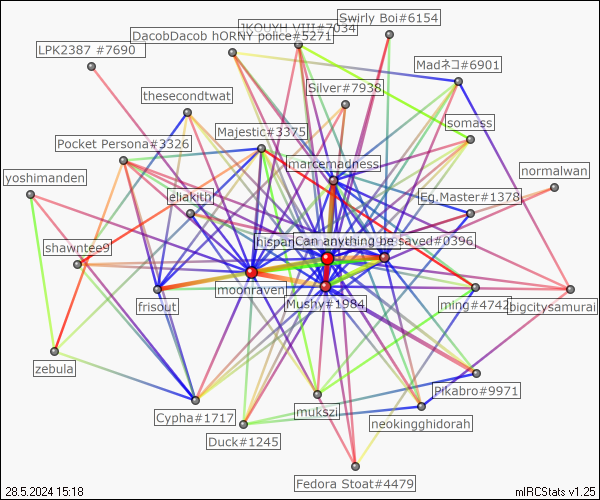 Swirly Boi#6154
JKOUYH VIII#7034
DacobDacob hORNY police#5271
LPK2387 #7690
Madネコ#6901
Silver#7938
thesecondtwat
somass
Majestic#3375
Pocket Persona#3326
marcemadness
normalwan
yoshimanden
eliakith
Eg.Master#1378
hispan
Can anything be saved#0396
shawntee9
moonraven
Mushy#1984
frisout
ming#4742
bigcitysamurai
zebula
Pikabro#9971
mukszi
Cypha#1717
neokingghidorah
Duck#1245
Fedora Stoat#4479
28.5.2024 15:18
mIRCStats v1.25